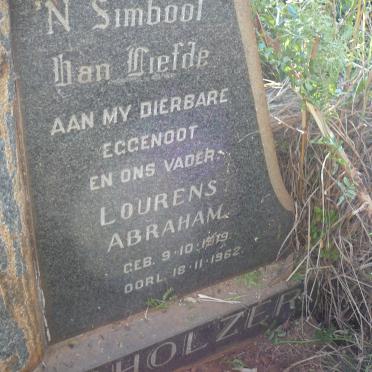 'N Simbool
Van Liefde
AAN MY DIERBARE
EGGENOOT
EN ONS VADER.
LOURENS
ABRAHAM.
GEB. 9·10·1919.
OORL. 18·11·1962.
HOLZER